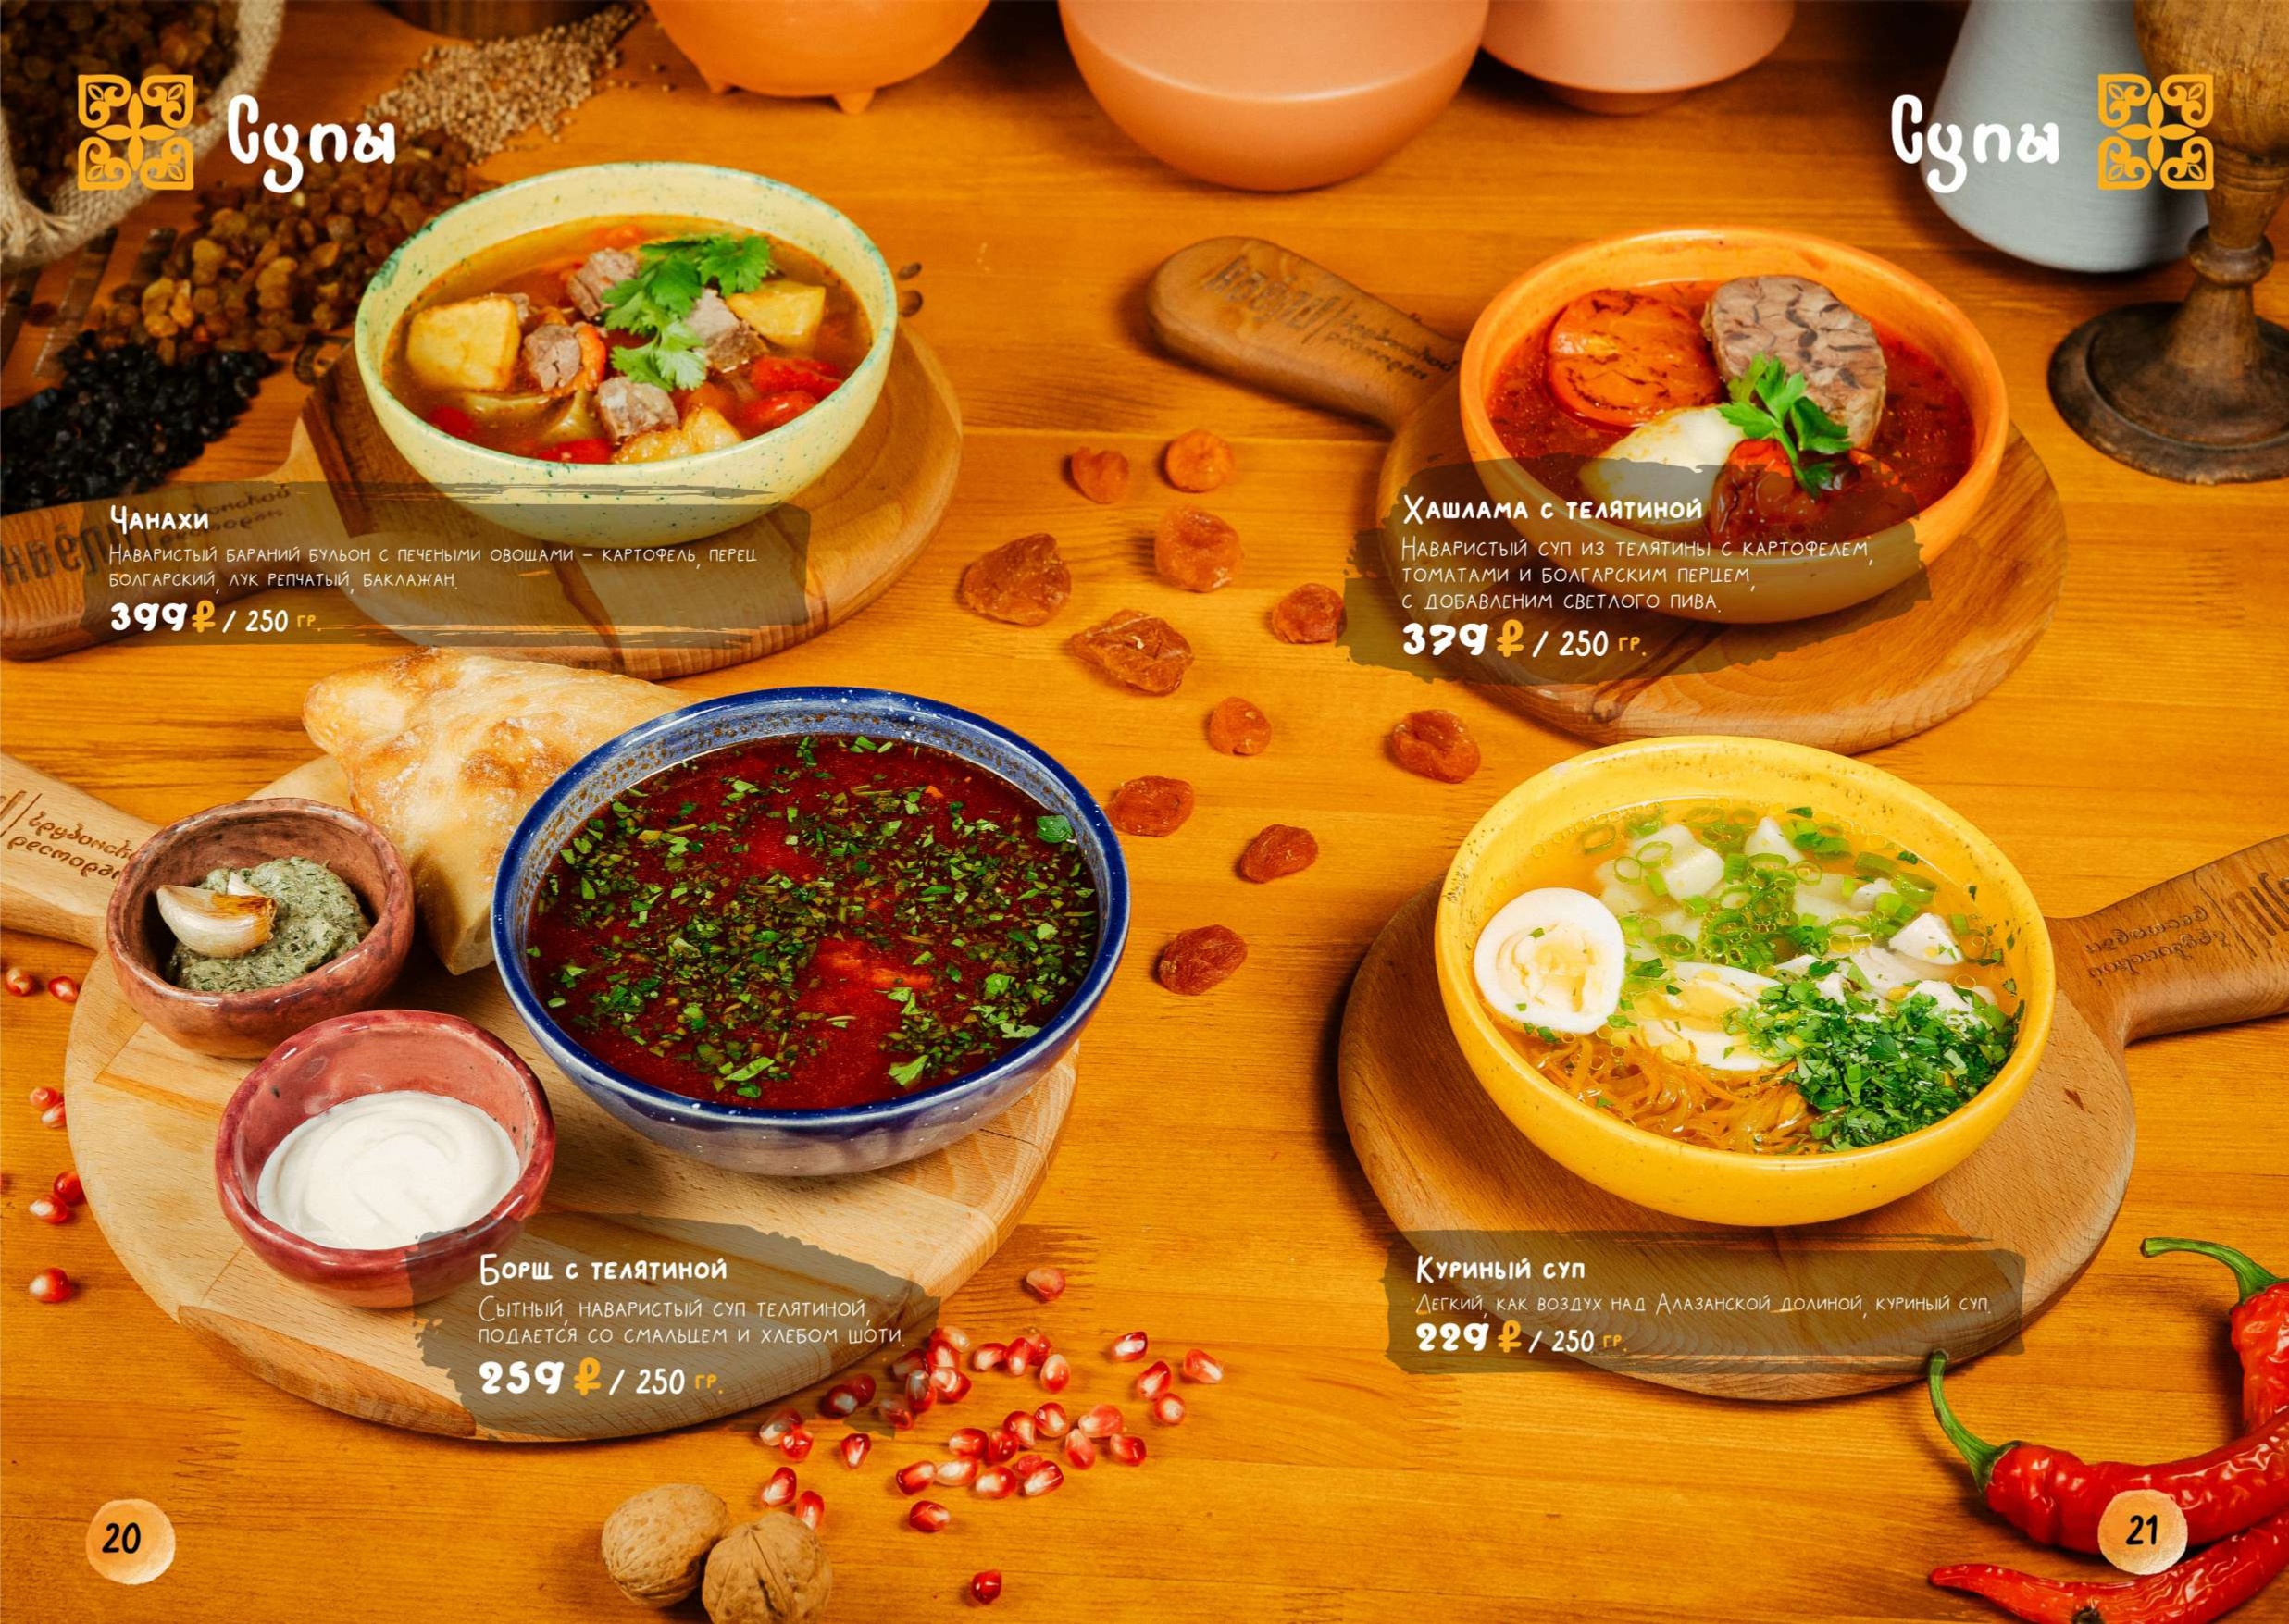 Супы
Чанахи
Наваристый бараний бульон с печеными овощами – картофель, перец
болгарский, лук репчатый, баклажан.
399 ₽ / 250 гр.
Борщ с телятиной
Сытный, наваристый суп телятиной,
подается со смальцем и хлебом шоти.
259 ₽ / 250 гр.
20
Супы
Хашлама с телятиной
Наваристый суп из телятины с картофелем,
томатами и болгарским перцем,
с добавленим светлого пива.
379 ₽ / 250 гр.
Куриный суп
Легкий, как воздух над Алазанской долиной, куриный суп.
229 ₽ / 250 гр.
21
грузинский
ресторан